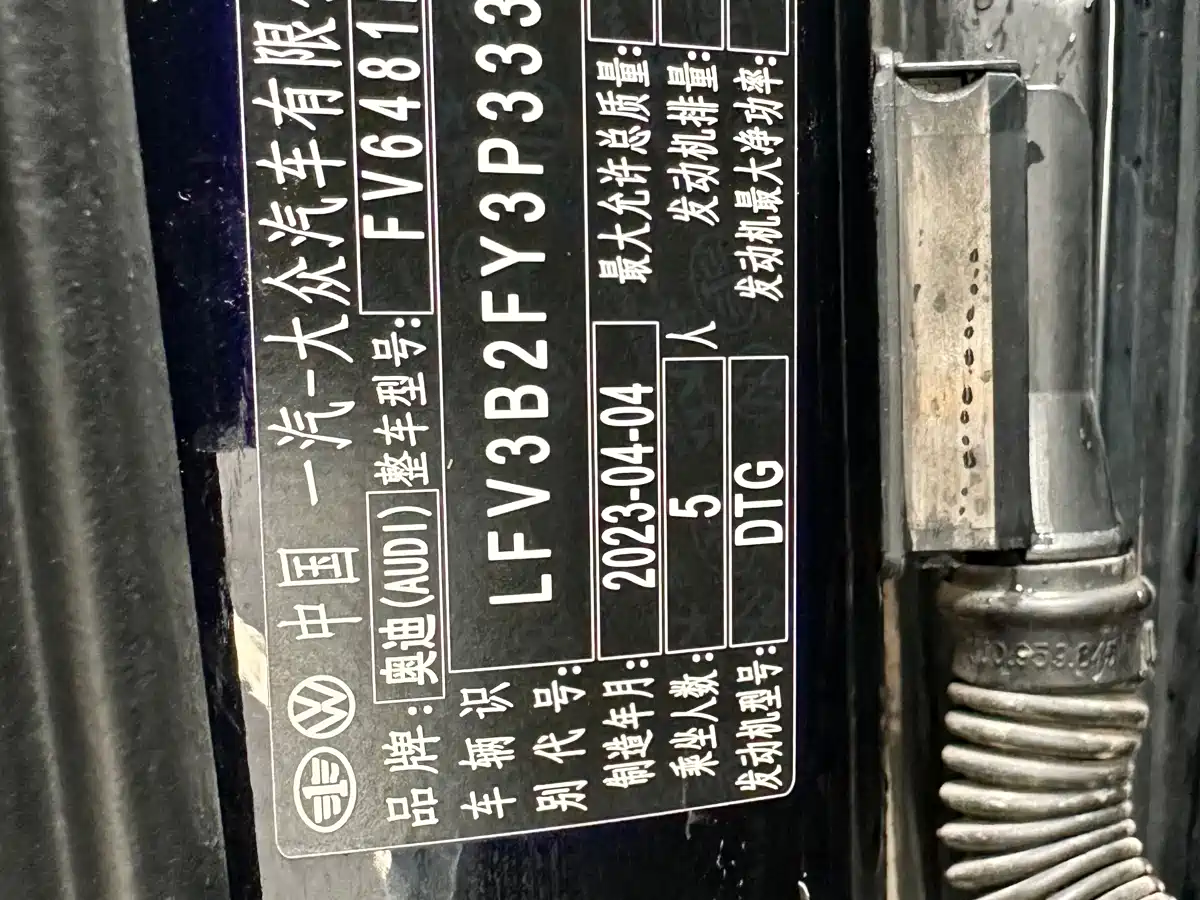 中国 一汽-大众汽车有限
品牌: 奥迪(AUDI) 整车型号: FV6481
车辆识别代号: LFV3B2FY3P333
制造年月: 2023-04-04 最大允许总质量:
乘坐人数: 5 人 发动机排量:
发动机型号: DTG 发动机最大净功率: